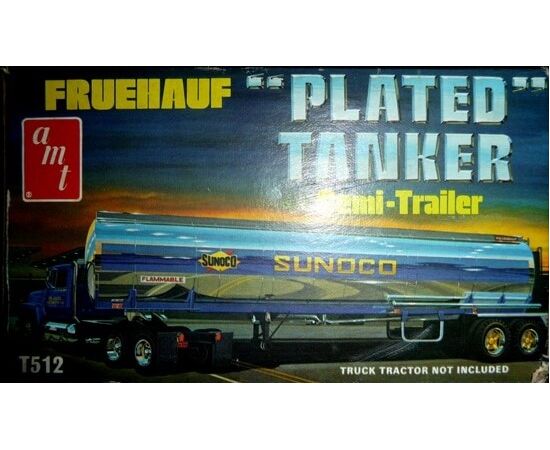 FRUEHAUF "PLATED"
TANKER
Semi-Trailer
amt
®
SUNOCO SUNOCO
FLAMMABLE
T512
TRUCK TRACTOR NOT INCLUDED